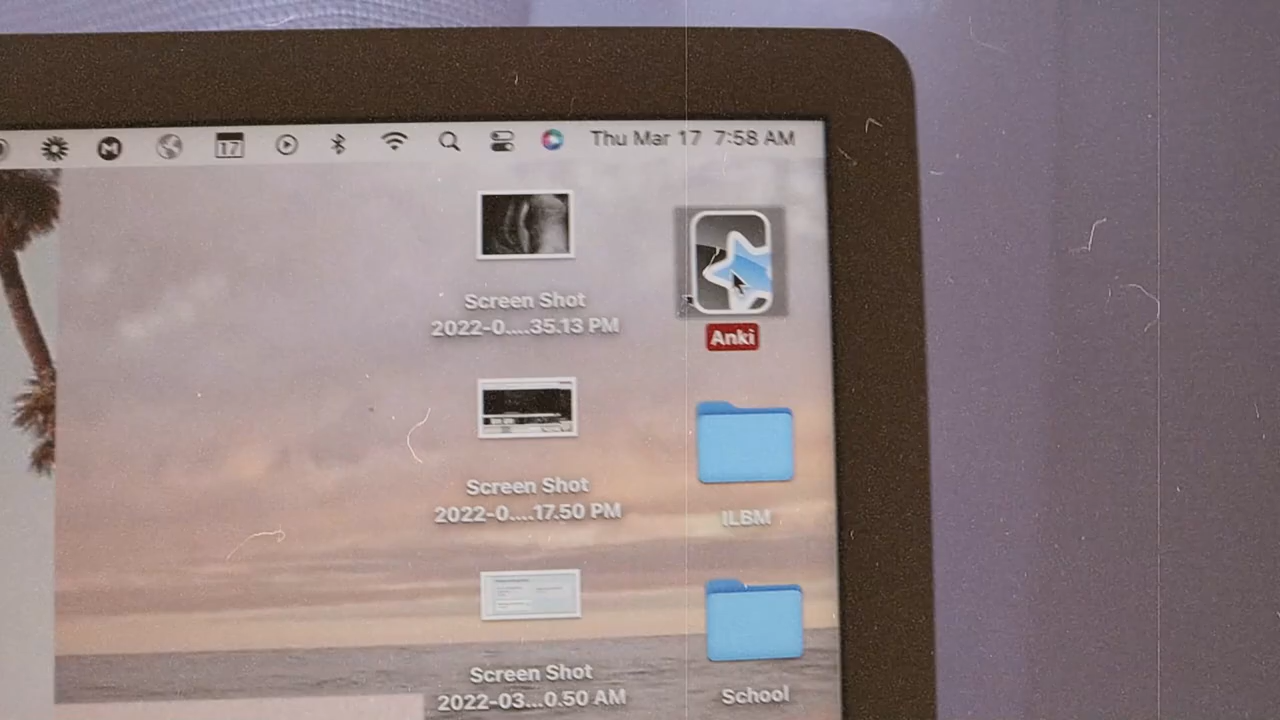 17
Thu Mar 17 7:58 AM
Screen Shot
2022-0....35.13 PM
Anki
Screen Shot
2022-0....17.50 PM
ILBM
Screen Shot
2022-03...0.50 AM
School